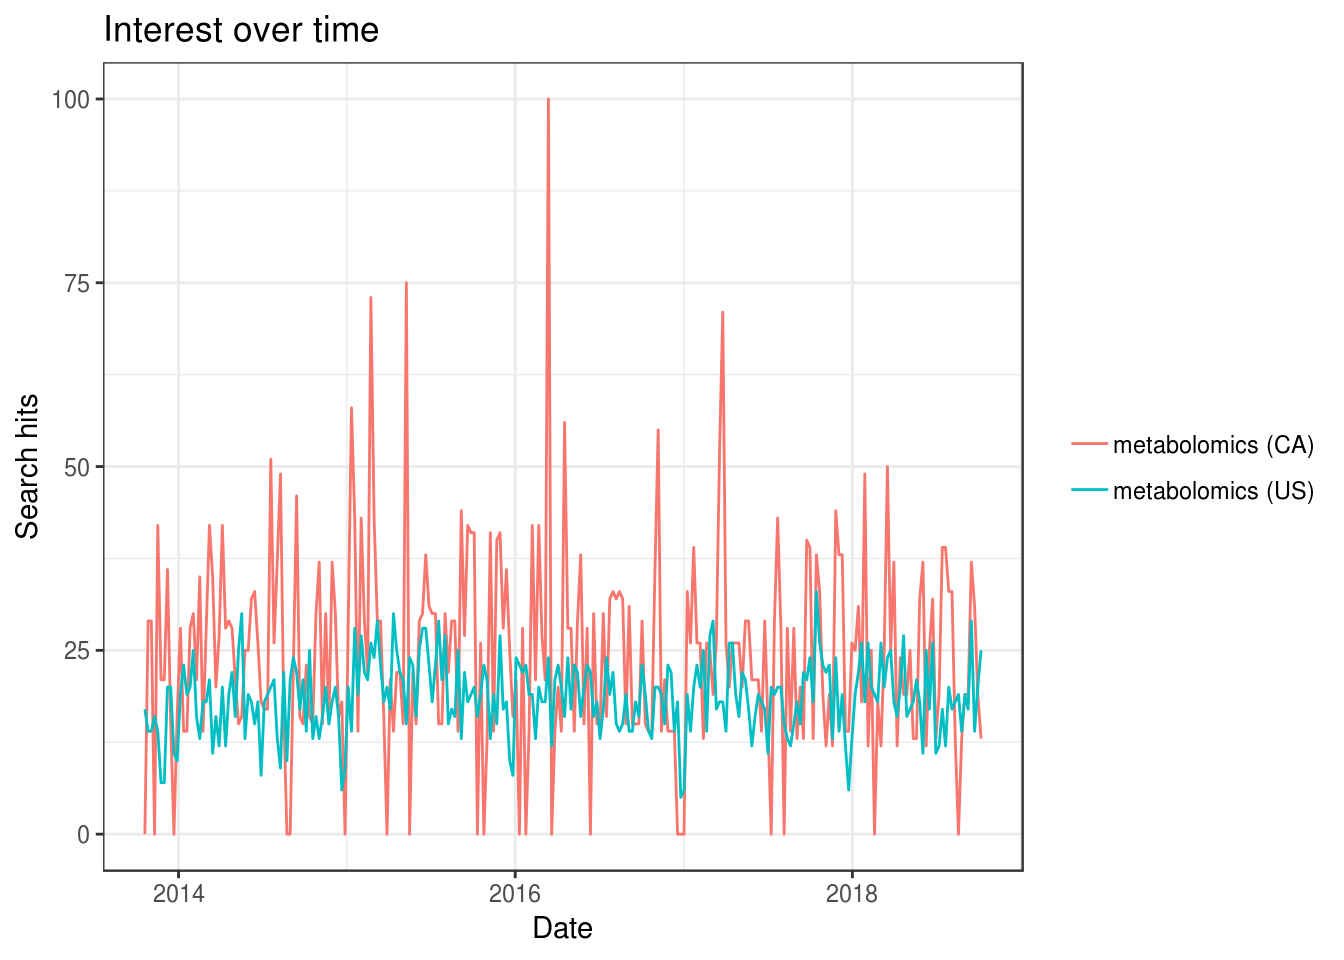 Interest over time
100
75
50
25
0
Search hits
2014
2016
2018
Date
metabolomics (CA)
metabolomics (US)